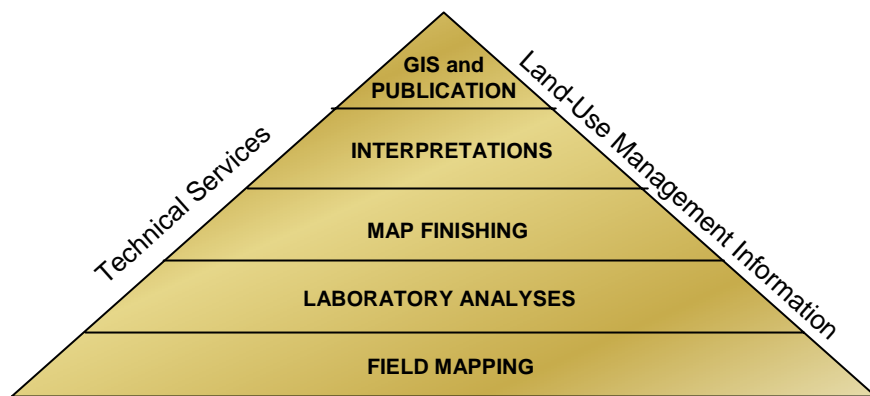 GIS and
PUBLICATION
INTERPRETATIONS
MAP FINISHING
LABORATORY ANALYSES
FIELD MAPPING
Technical Services
Land-Use Management Information